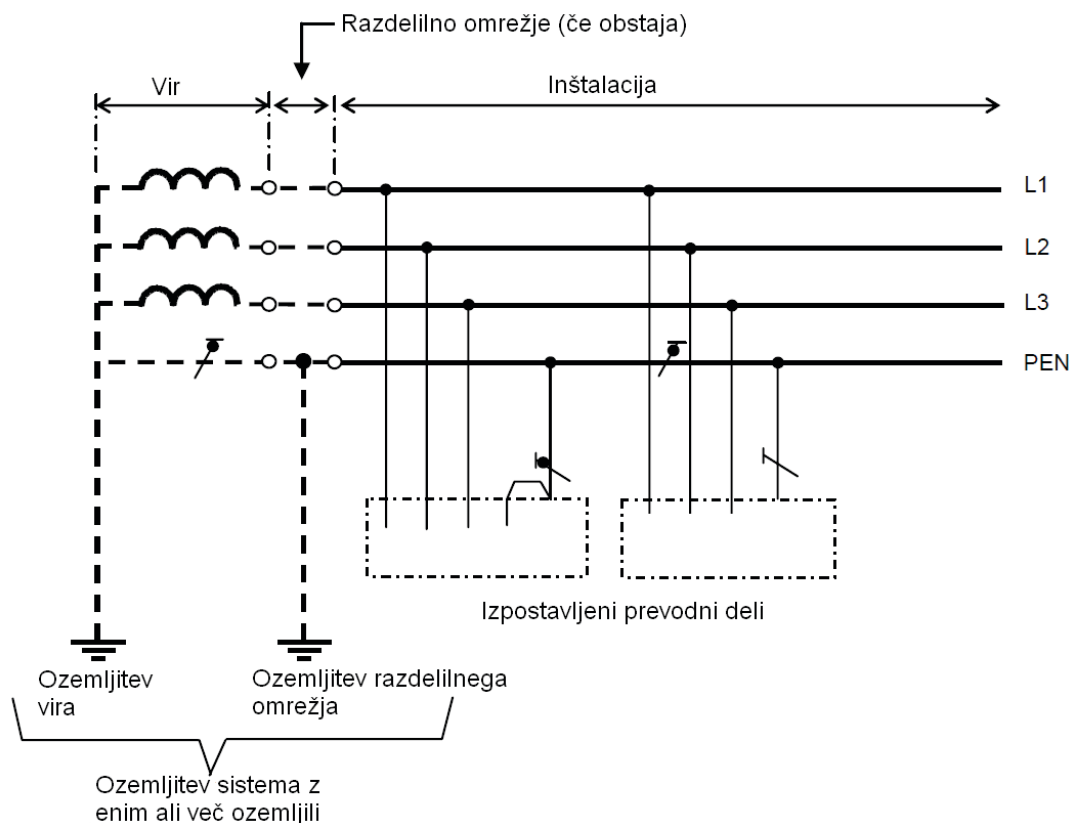 Razdelilno omrežje (če obstaja)
Vir
Inštalacija
L1
L2
L3
PEN
Izpostavljeni prevodni deli
Ozemljitev
vira
Ozemljitev razdelilnega
omrežja
Ozemljitev sistema z
enim ali več ozemljili